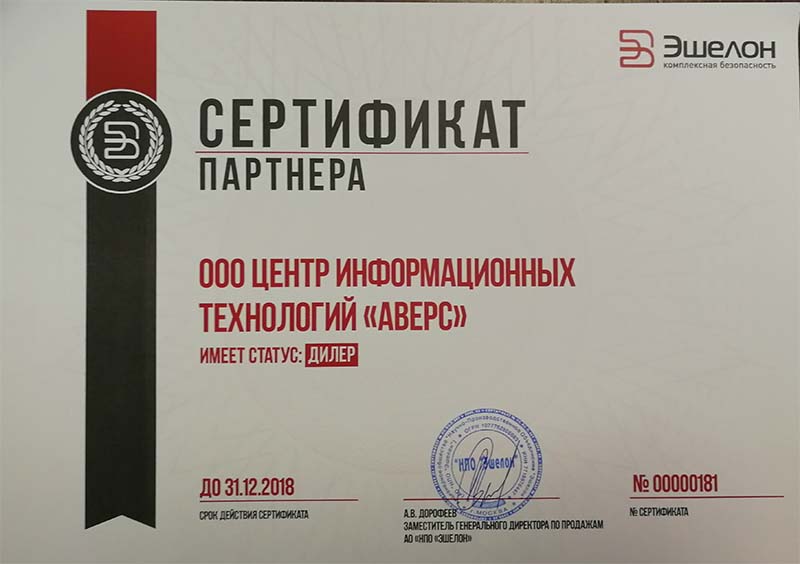 Эшелон
комплексная безопасность
СЕРТИФИКАТ
ПАРТНЕРА
ООО ЦЕНТР ИНФОРМАЦИОННЫХ
ТЕХНОЛОГИЙ «АВЕРС»
ИМЕЕТ СТАТУС: ДИЛЕР
"НПО "Эшелон"
МОСКВА
ДО 31.12.2018
СРОК ДЕЙСТВИЯ СЕРТИФИКАТА
А.В. ДОРОФЕЕВ
ЗАМЕСТИТЕЛЬ ГЕНЕРАЛЬНОГО ДИРЕКТОРА ПО ПРОДАЖАМ
АО «НПО «ЭШЕЛОН»
№ 00000181
№ СЕРТИФИКАТА